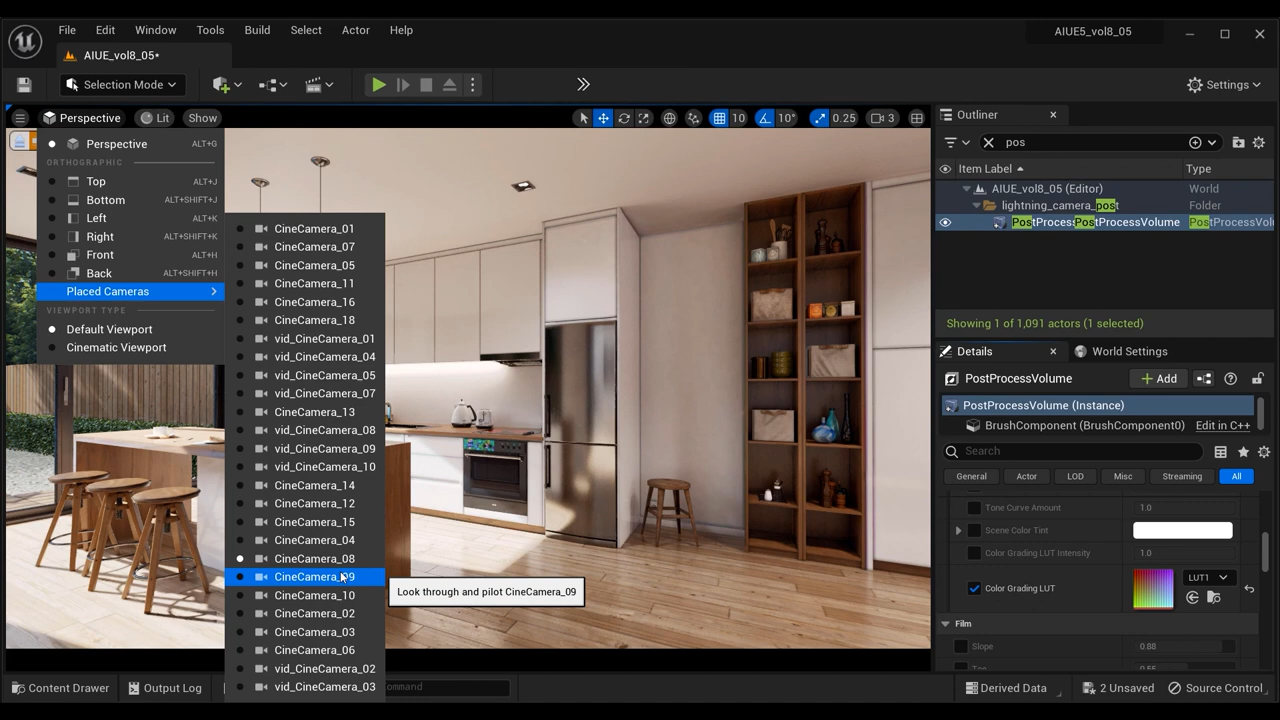 File Edit Window Tools Build Select Actor Help
AIUE5_vol8_05
AIUE_vol8_05*
Selection Mode
Settings
Perspective Lit Show
10 10° 0.25 3
Perspective ALT+G
ORTHOGRAPHIC
Top ALT+J
Bottom ALT+SHIFT+J
Left ALT+K
Right ALT+SHIFT+K
Front ALT+H
Back ALT+SHIFT+H
Placed Cameras
VIEWPORT TYPE
Default Viewport
Cinematic Viewport
CineCamera_01
CineCamera_07
CineCamera_05
CineCamera_11
CineCamera_16
CineCamera_18
vid_CineCamera_01
vid_CineCamera_04
vid_CineCamera_05
vid_CineCamera_07
CineCamera_13
vid_CineCamera_08
vid_CineCamera_09
vid_CineCamera_10
CineCamera_14
CineCamera_12
CineCamera_15
CineCamera_04
CineCamera_08
CineCamera_09
CineCamera_10
CineCamera_02
CineCamera_03
CineCamera_06
vid_CineCamera_02
vid_CineCamera_03
Look through and pilot CineCamera_09
Outliner
pos
Item Label Type
AIUE_vol8_05 (Editor) World
lightning_camera_post Folder
PostProcessPostProcessVolume PostProcessVolu
Showing 1 of 1,091 actors (1 selected)
Details World Settings
PostProcessVolume Add
PostProcessVolume (Instance)
BrushComponent (BrushComponent0) Edit in C++
Search
General Actor LOD Misc Streaming All
Tone Curve Amount 1.0
Scene Color Tint
Color Grading LUT Intensity 1.0
Color Grading LUT LUT1
Film
Slope 0.88
Content Drawer Output Log Command
Derived Data 2 Unsaved Source Control